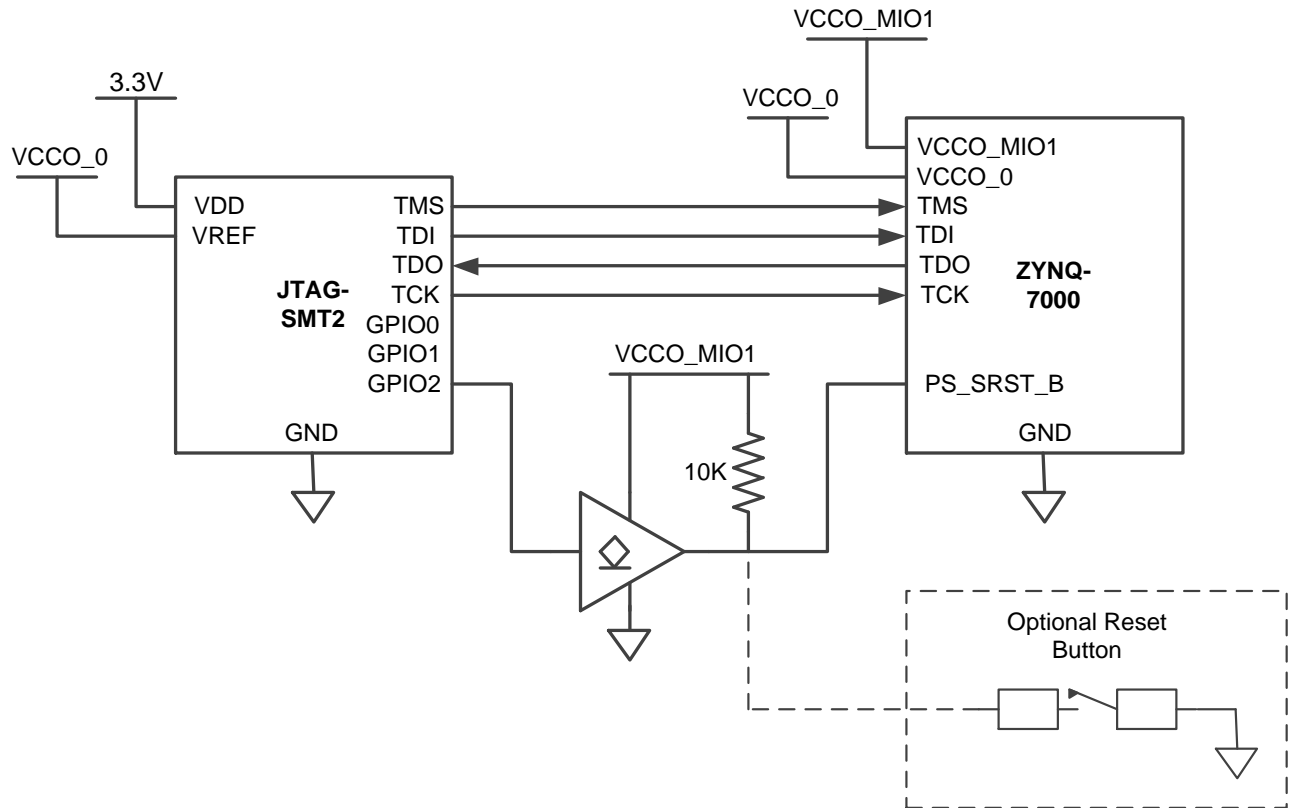 VCCO_MIO1
3.3V
VCCO_0
VCCO_0
VCCO_MIO1
VCCO_0
TMS
TDI
TDO
TCK
PS_SRST_B
GND
ZYNQ-
7000
VDD
VREF
TMS
TDI
TDO
TCK
GPIO0
GPIO1
GPIO2
GND
JTAG-
SMT2
VCCO_MIO1
10K
Optional Reset
Button